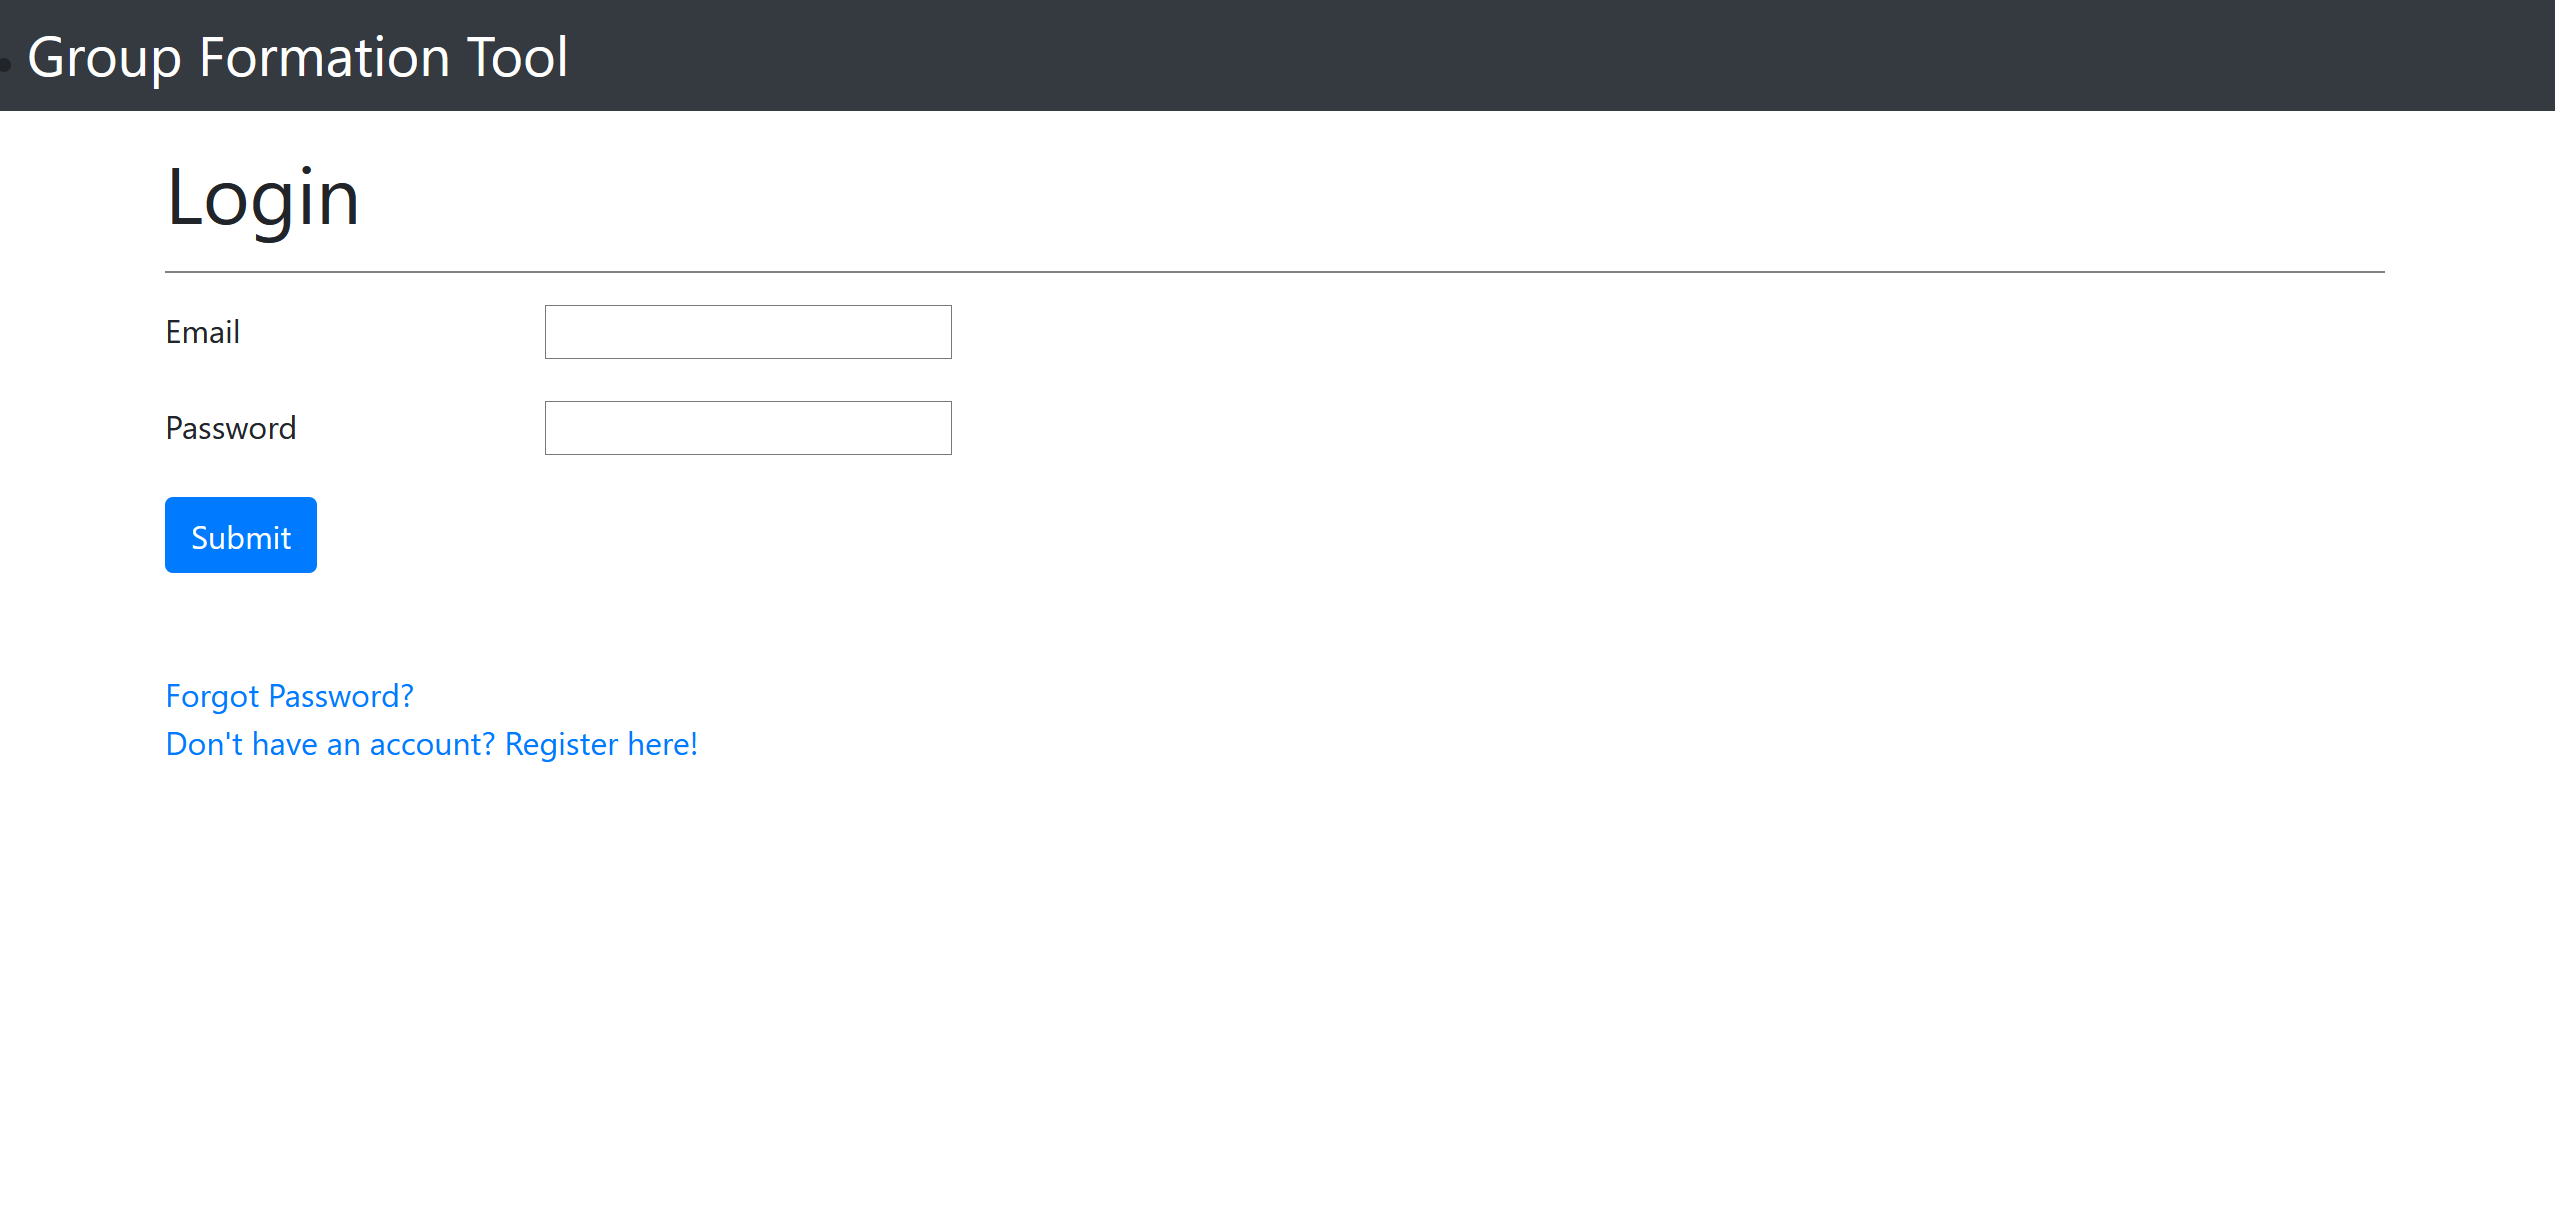 Group Formation Tool
Login
Email
Password
Submit
Forgot Password?
Don't have an account? Register here!